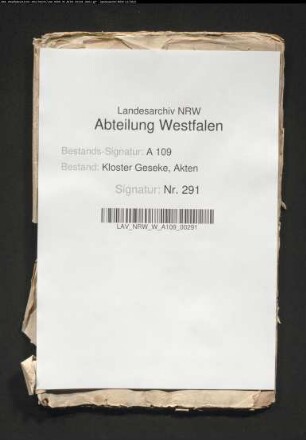 Landesarchiv NRW
Abteilung Westfalen
Bestands-Signatur: A 109
Bestand: Kloster Geseke, Akten
Signatur: Nr. 291
LAV_NRW_W_A109_00291